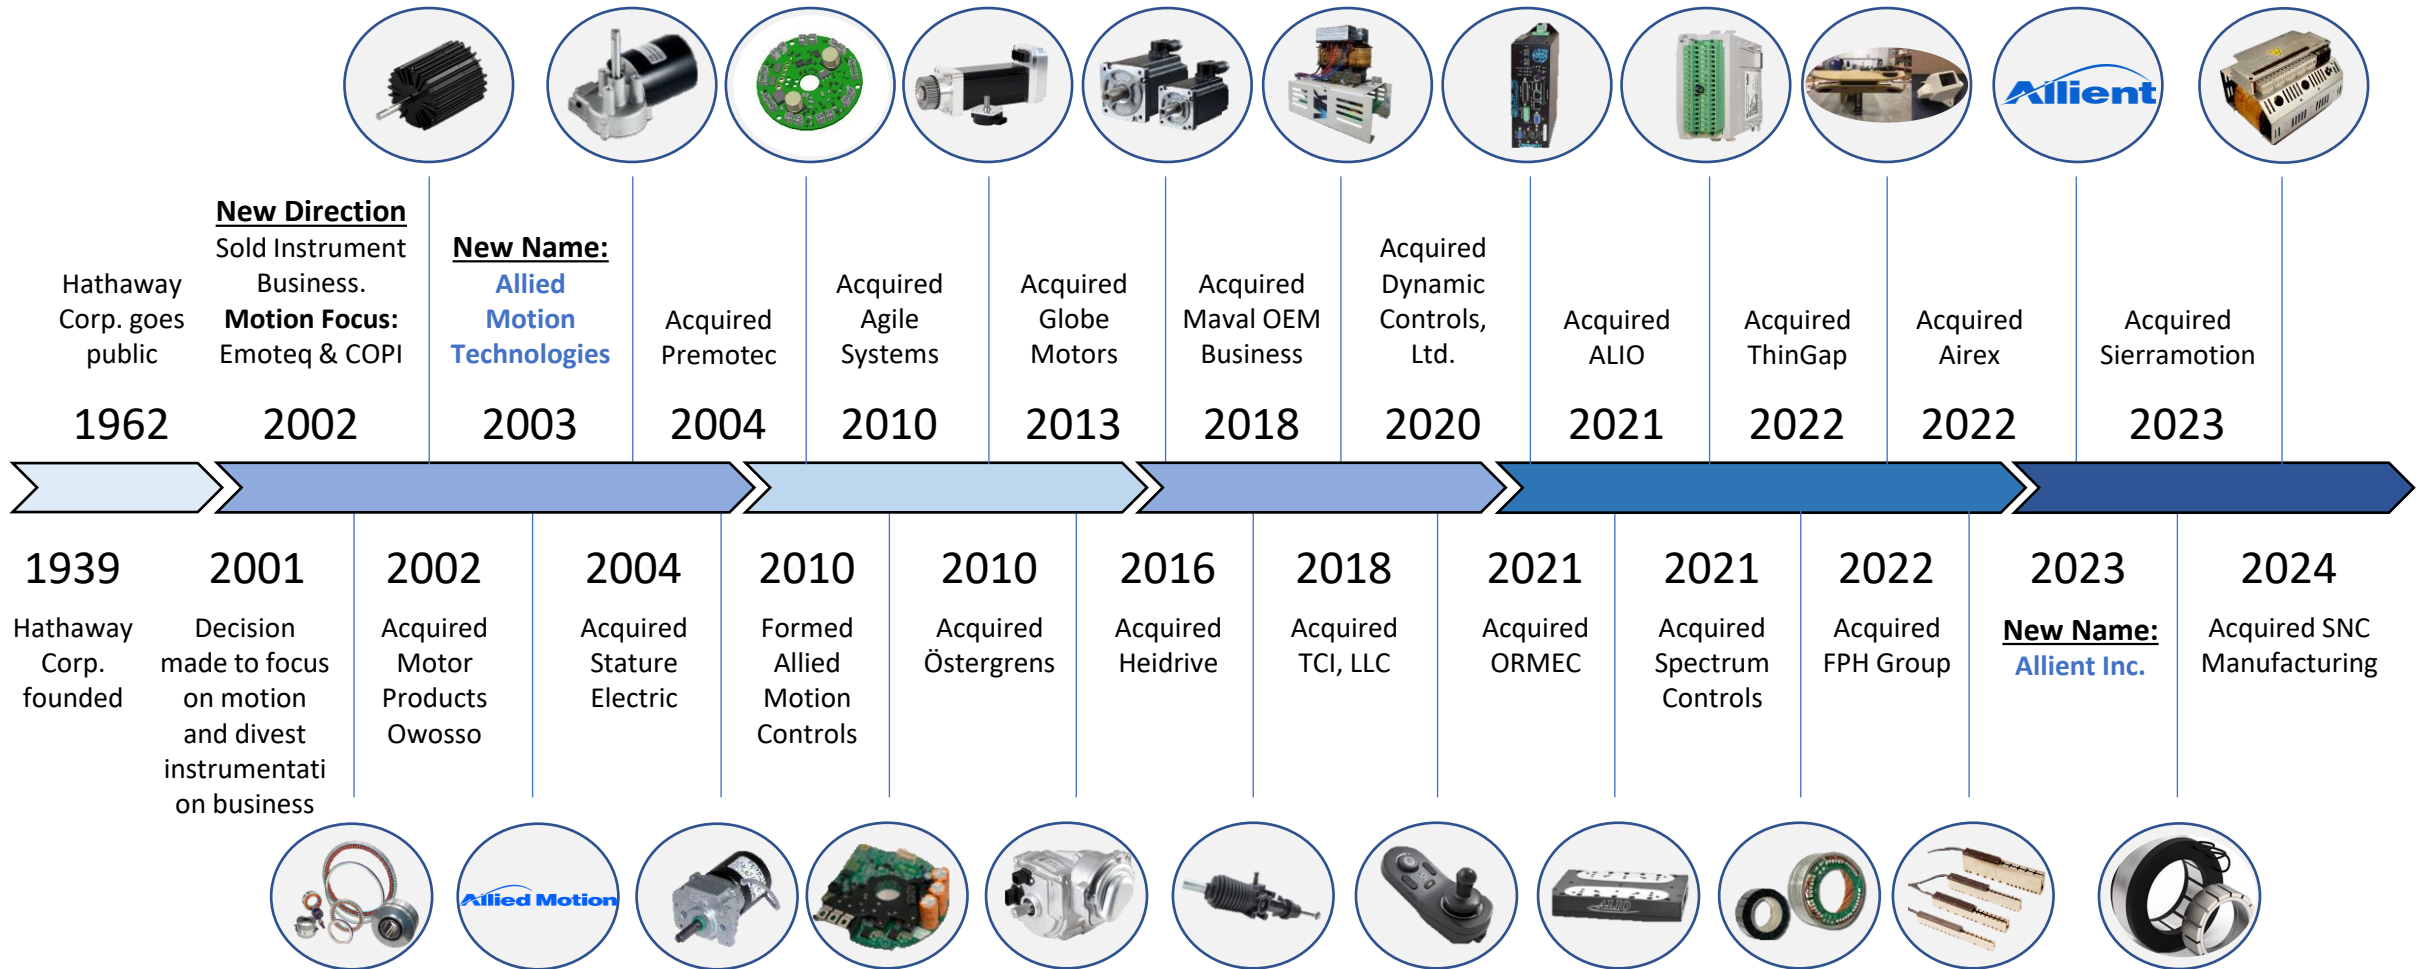 Allient
New Direction
Sold Instrument
Business.
Motion Focus:
Emoteq & COPI
New Name:
Allied
Motion
Technologies
Hathaway
Corp. goes
public
Acquired
Premotec
Acquired
Agile
Systems
Acquired
Globe
Motors
Acquired
Maval OEM
Business
Acquired
Dynamic
Controls,
Ltd.
Acquired
ALIO
Acquired
ThinGap
Acquired
Airex
Acquired
Sierramotion
1962
2002
2003
2004
2010
2013
2018
2020
2021
2022
2022
2023
1939
2001
2002
2004
2010
2010
2016
2018
2021
2021
2022
2023
2024
Hathaway
Corp.
founded
Decision
made to focus
on motion
and divest
instrumentati
on business
Acquired
Motor
Products
Owosso
Acquired
Stature
Electric
Formed
Allied
Motion
Controls
Acquired
Östergrens
Acquired
Heidrive
Acquired
TCI, LLC
Acquired
ORMEC
Acquired
Spectrum
Controls
Acquired
FPH Group
New Name:
Allient Inc.
Acquired SNC
Manufacturing
Allied Motion
ALIO